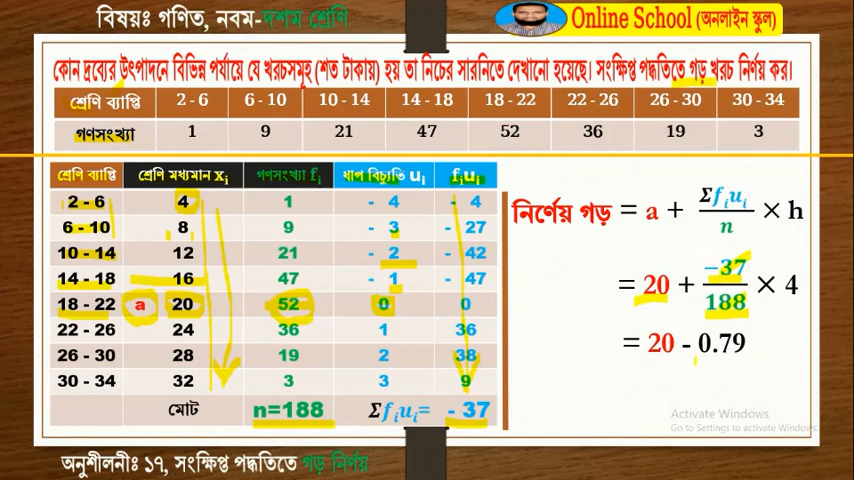 বিষয়ঃ গণিত, নবম-দশম শ্রেণি
Online School (অনলাইন স্কুল)
কোন দ্রব্যের উৎপাদনে বিভিন্ন পর্যায়ে যে খরচসমূহ (শত টাকায়) হয় তা নিচের সারনিতে দেখানো হয়েছে। সংক্ষিপ্ত পদ্ধতিতে গড় খরচ নির্ণয় কর।
শ্রেণি ব্যাপ্তি 2 - 6 6 - 10 10 - 14 14 - 18 18 - 22 22 - 26 26 - 30 30 - 34
গণসংখ্যা 1 9 21 47 52 36 19 3
শ্রেণি ব্যাপ্তি শ্রেণি মধ্যমান xᵢ গণসংখ্যা fᵢ ধাপ বিচ্যুতি uᵢ fᵢuᵢ
2 - 6 4 1 - 4 - 4
6 - 10 8 9 - 3 - 27
10 - 14 12 21 - 2 - 42
14 - 18 16 47 - 1 - 47
18 - 22 a 20 52 0 0
22 - 26 24 36 1 36
26 - 30 28 19 2 38
30 - 34 32 3 3 9
মোট n=188 Σfᵢuᵢ= - 37
নির্ণেয় গড় = a + Σfᵢuᵢ/n × h
= 20 + −37/188 × 4
= 20 - 0.79
Activate Windows
Go to Settings to activate Windows.
অনুশীলনীঃ ১৭, সংক্ষিপ্ত পদ্ধতিতে গড় নির্ণয়